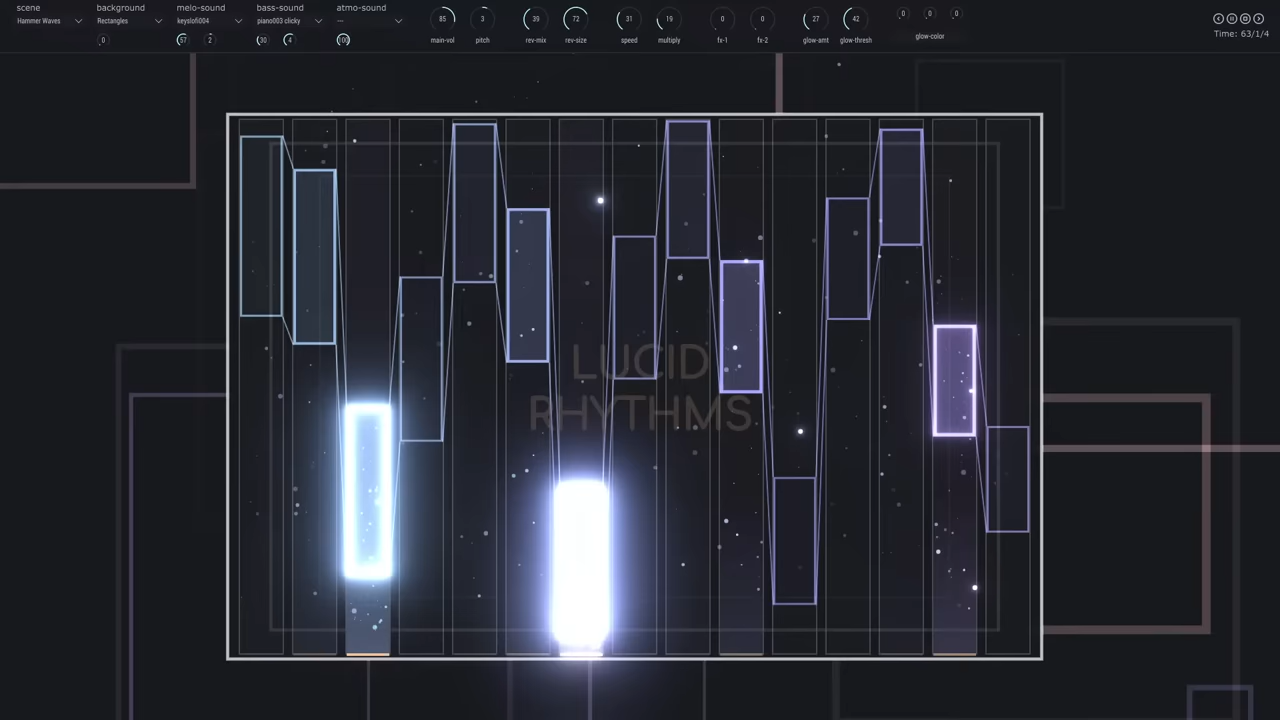 scene
background
melo-sound
bass-sound
atmo-sound
Hammer Waves
Rectangles
keyslofi004
piano003 clicky
---
0
57
2
30
4
100
85
3
39
72
31
19
0
0
27
42
0
0
0
main-vol
pitch
rev-mix
rev-size
speed
multiply
fx-1
fx-2
glow-amt
glow-thresh
glow-color
Time: 63/1/4
LUCID
RHYTHMS